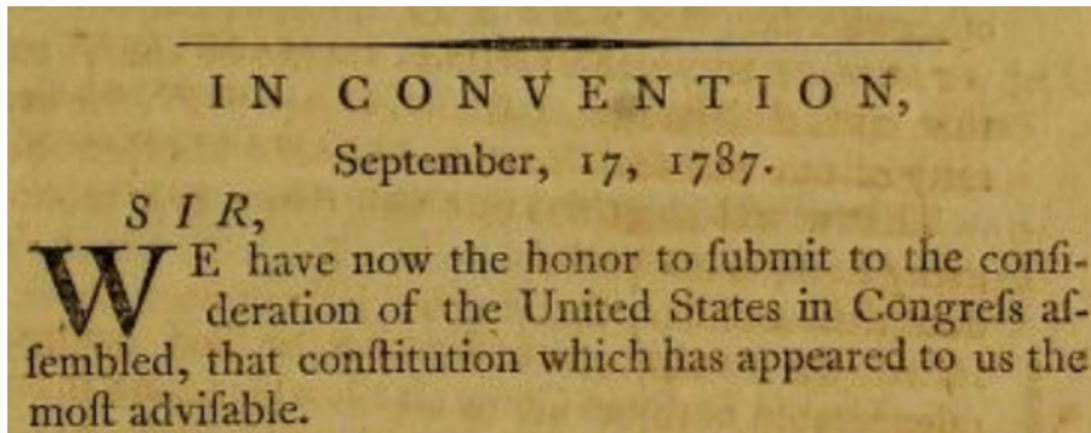 IN CONVENTION,
September, 17, 1787.
SIR,
WE have now the honor to ſubmit to the conſi-
deration of the United States in Congreſs aſ-
ſembled, that conſtitution which has appeared to us the
moſt adviſable.